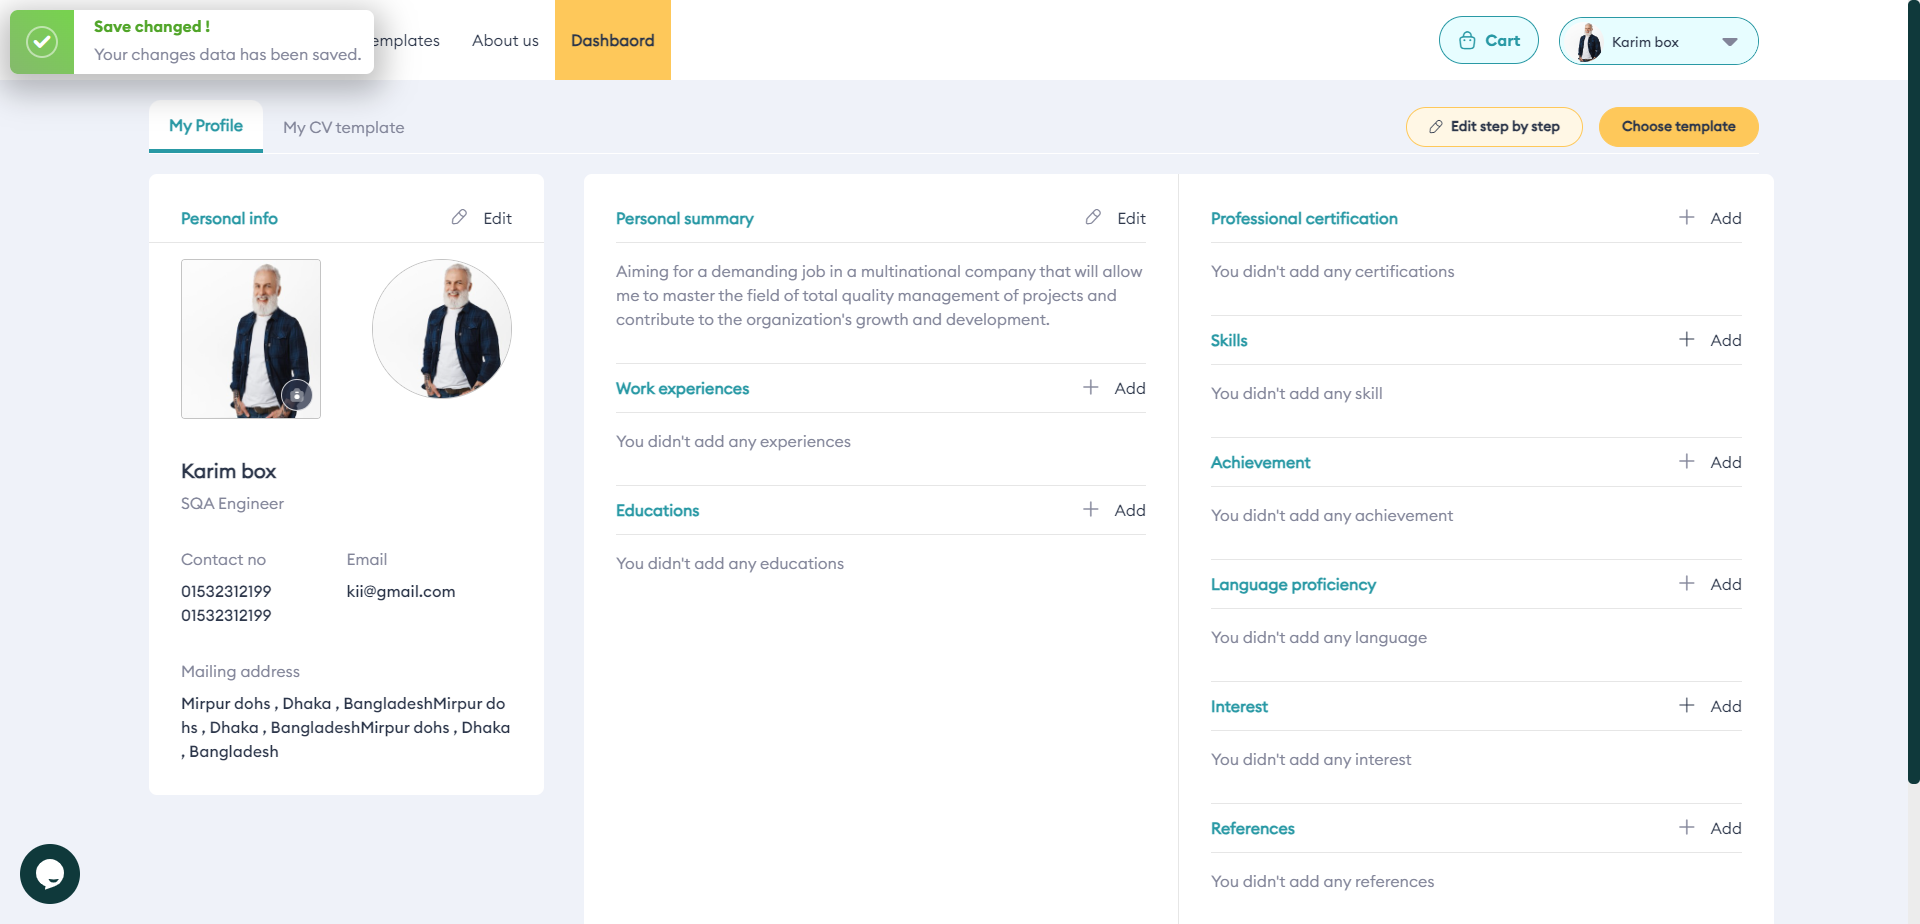 Save changed !
Your changes data has been saved.
emplates
About us
Dashbaord
Cart
Karim box
My Profile
My CV template
Edit step by step
Choose template
Personal info
Edit
Karim box
SQA Engineer
Contact no
01532312199
01532312199
Email
kii@gmail.com
Mailing address
Mirpur dohs , Dhaka , BangladeshMirpur do
hs , Dhaka , BangladeshMirpur dohs , Dhaka
, Bangladesh
Personal summary
Edit
Aiming for a demanding job in a multinational company that will allow
me to master the field of total quality management of projects and
contribute to the organization's growth and development.
Work experiences
Add
You didn't add any experiences
Educations
Add
You didn't add any educations
Professional certification
Add
You didn't add any certifications
Skills
Add
You didn't add any skill
Achievement
Add
You didn't add any achievement
Language proficiency
Add
You didn't add any language
Interest
Add
You didn't add any interest
References
Add
You didn't add any references